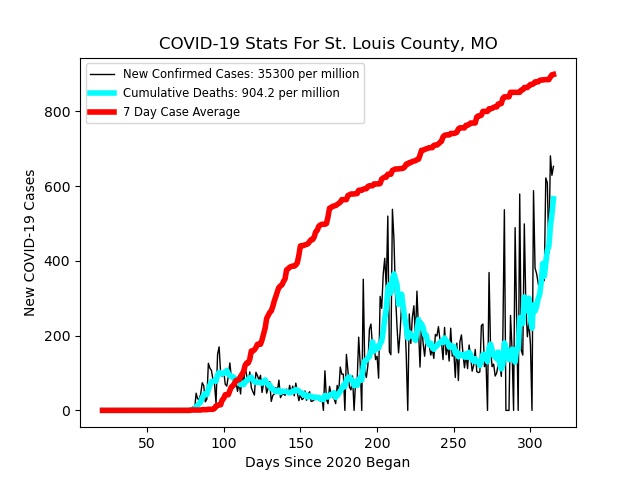 COVID-19 Stats For St. Louis County, MO
New Confirmed Cases: 35300 per million
Cumulative Deaths: 904.2 per million
7 Day Case Average
New COVID-19 Cases
800
600
400
200
0
50 100 150 200 250 300
Days Since 2020 Began